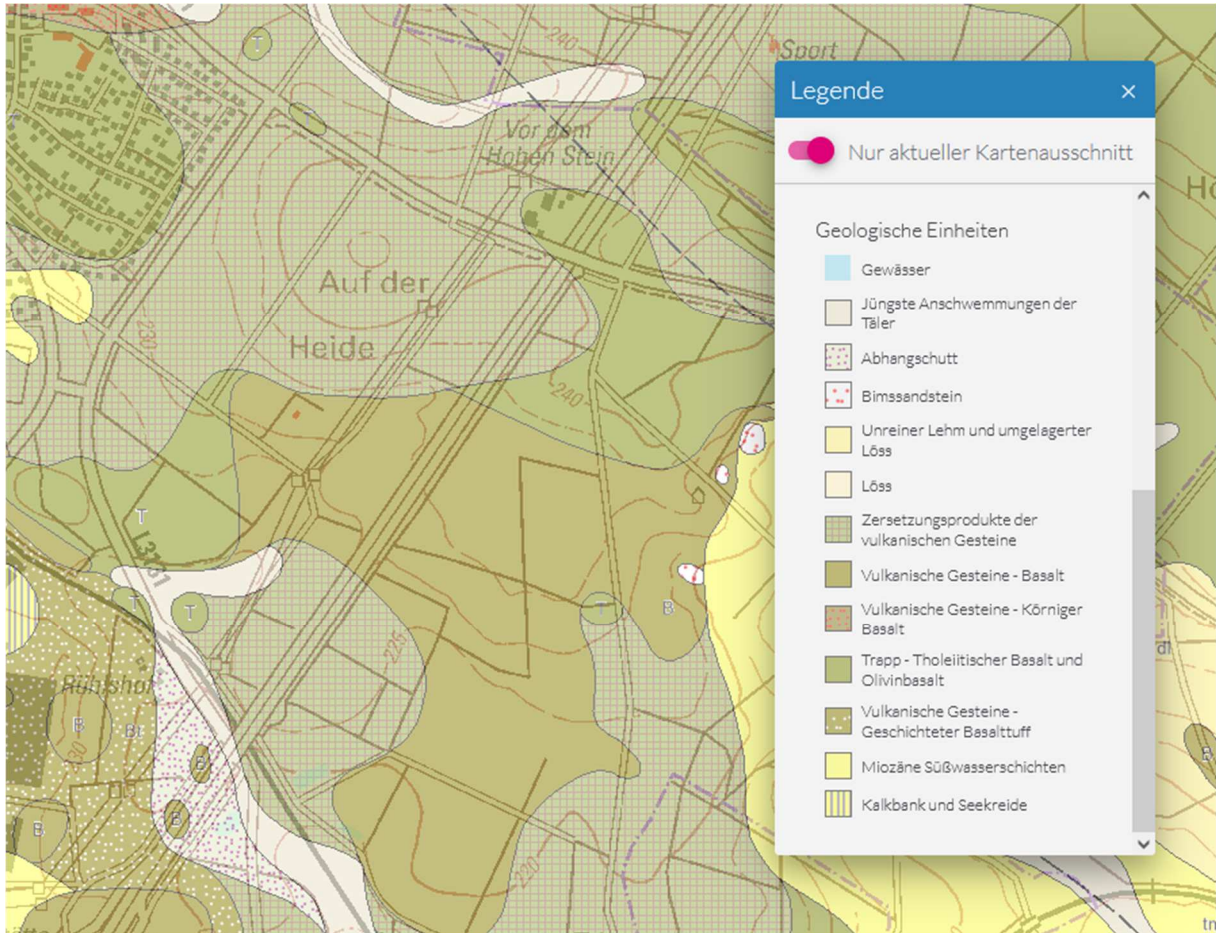 T
240
Sport
Vor dem
Hohen Stein
T
Auf der
230
Heide
240
T
L3301
T
T
T
B
225
Rührshof
B
Bt
230
B
B
B
220
Legende ×
Nur aktueller Kartenausschnitt
Geologische Einheiten
Gewässer
Jüngste Anschwemmungen der
Täler
Abhangschutt
Bimssandstein
Unreiner Lehm und umgelagerter
Löss
Löss
Zersetzungsprodukte der
vulkanischen Gesteine
Vulkanische Gesteine - Basalt
Vulkanische Gesteine - Körniger
Basalt
Trapp - Tholeiitischer Basalt und
Olivinbasalt
Vulkanische Gesteine -
Geschichteter Basalttuff
Miozäne Süßwasserschichten
Kalkbank und Seekreide
B